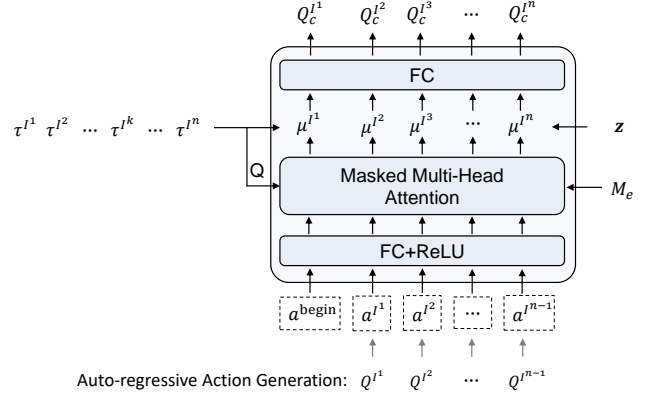 Q_c^{I^1} Q_c^{I^2} Q_c^{I^3} ⋯ Q_c^{I^n}
FC
τ^{I^1} τ^{I^2} ⋯ τ^{I^k} ⋯ τ^{I^n} μ^{I^1} μ^{I^2} μ^{I^3} ⋯ μ^{I^n} z
Q
Masked Multi-Head
Attention
M_e
FC+ReLU
a^{begin} a^{I^1} a^{I^2} ⋯ a^{I^{n-1}}
Auto-regressive Action Generation: Q^{I^1} Q^{I^2} ⋯ Q^{I^{n-1}}